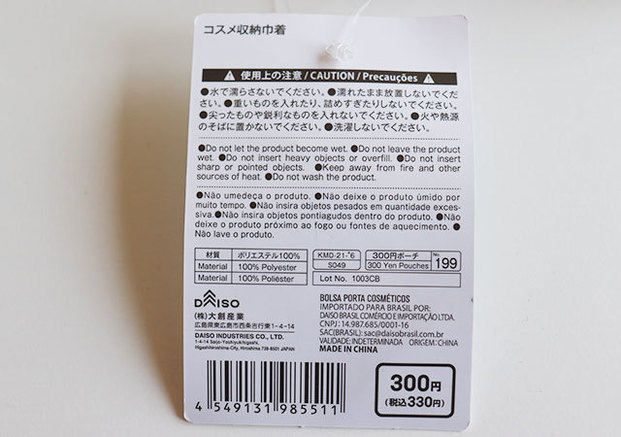 コスメ収納巾着
使用上の注意 / CAUTION / Precauções
●水で濡らさないでください。●濡れたまま放置しないでくだ
さい。●重いものを入れたり、詰めすぎたりしないでください。
●尖ったものや鋭利なものを入れないでください。●火や熱源
のそばに置かないでください。●洗濯しないでください。
●Do not let the product become wet. ●Do not leave the product
wet. ●Do not insert heavy objects or overfill. ●Do not insert
sharp or pointed objects. ●Keep away from fire and other
sources of heat. ●Do not wash the product.
●Não umedeça o produto. ●Não deixe o produto úmido por
muito tempo. ●Não insira objetos pesados em quantidade exces-
siva.●Não insira objetos pontiagudos dentro do produto. ●Não
deixe o produto próximo ao fogo ou fontes de aquecimento. ●
Não lave o produto.
材質 ポリエステル100%
Material 100% Polyester
Material 100% Poliéster
KMD-21-'6 300円ポーチ No.
S049 300 Yen Pouches 199
Lot No. 1003CB
DAISO
(株)大創産業
広島県東広島市西条吉行東1-4-14
DAISO INDUSTRIES CO., LTD.
1-4-14 Saijo-Yoshiyukihigashi,
Higashihiroshima-City, Hiroshima 739-8501 JAPAN
BOLSA PORTA COSMÉTICOS
IMPORTADO PARA BRASIL POR:
DAISO BRASIL COMÉRCIO E IMPORTAÇÃO LTDA.
CNPJ: 14.987.685/0001-16
SAC(BRASIL): sac@daisobrasil.com.br
VALIDADE: INDETERMINADA ORIGEM: CHINA
MADE IN CHINA
4 549131 985511
300円
(税込330円)